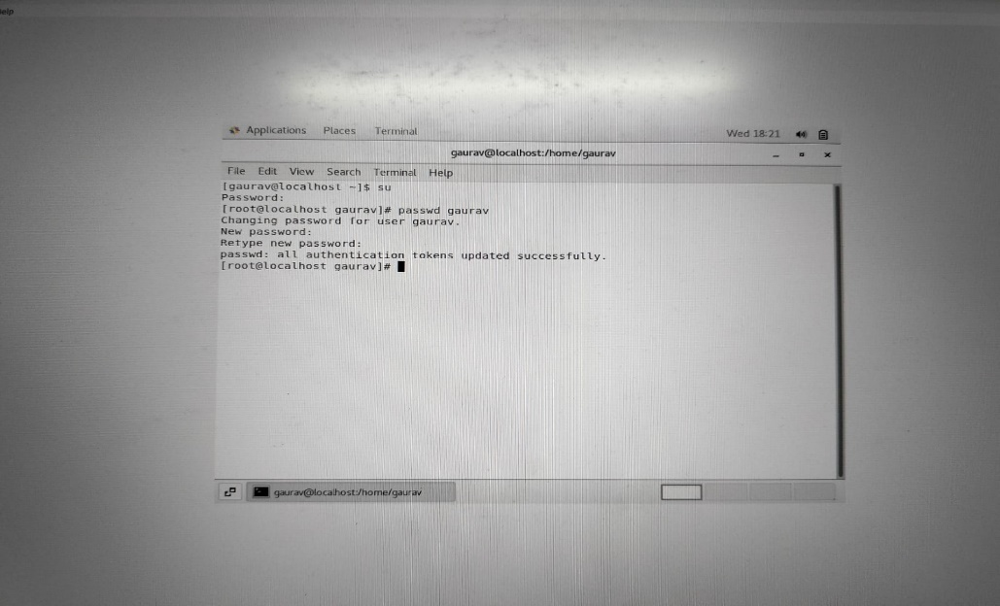 Help
Applications Places Terminal Wed 18:21
gaurav@localhost:/home/gaurav
File Edit View Search Terminal Help
[gaurav@localhost ~]$ su
Password:
[root@localhost gaurav]# passwd gaurav
Changing password for user gaurav.
New password:
Retype new password:
passwd: all authentication tokens updated successfully.
[root@localhost gaurav]#
gaurav@localhost:/home/gaurav